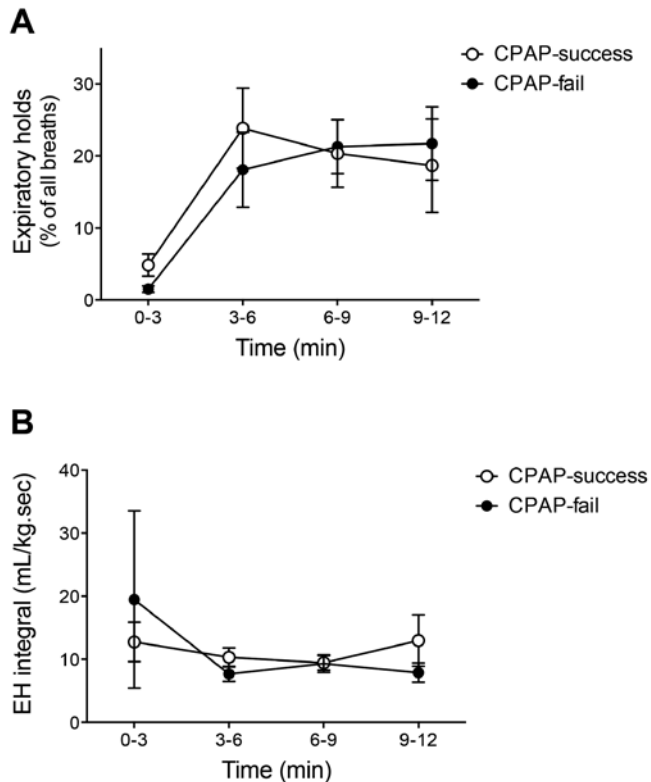 A
CPAP-success
CPAP-fail
Expiratory holds
(% of all breaths)
30
20
10
0
0-3
3-6
6-9
9-12
Time (min)
B
CPAP-success
CPAP-fail
EH integral (mL/kg.sec)
40
30
20
10
0
0-3
3-6
6-9
9-12
Time (min)